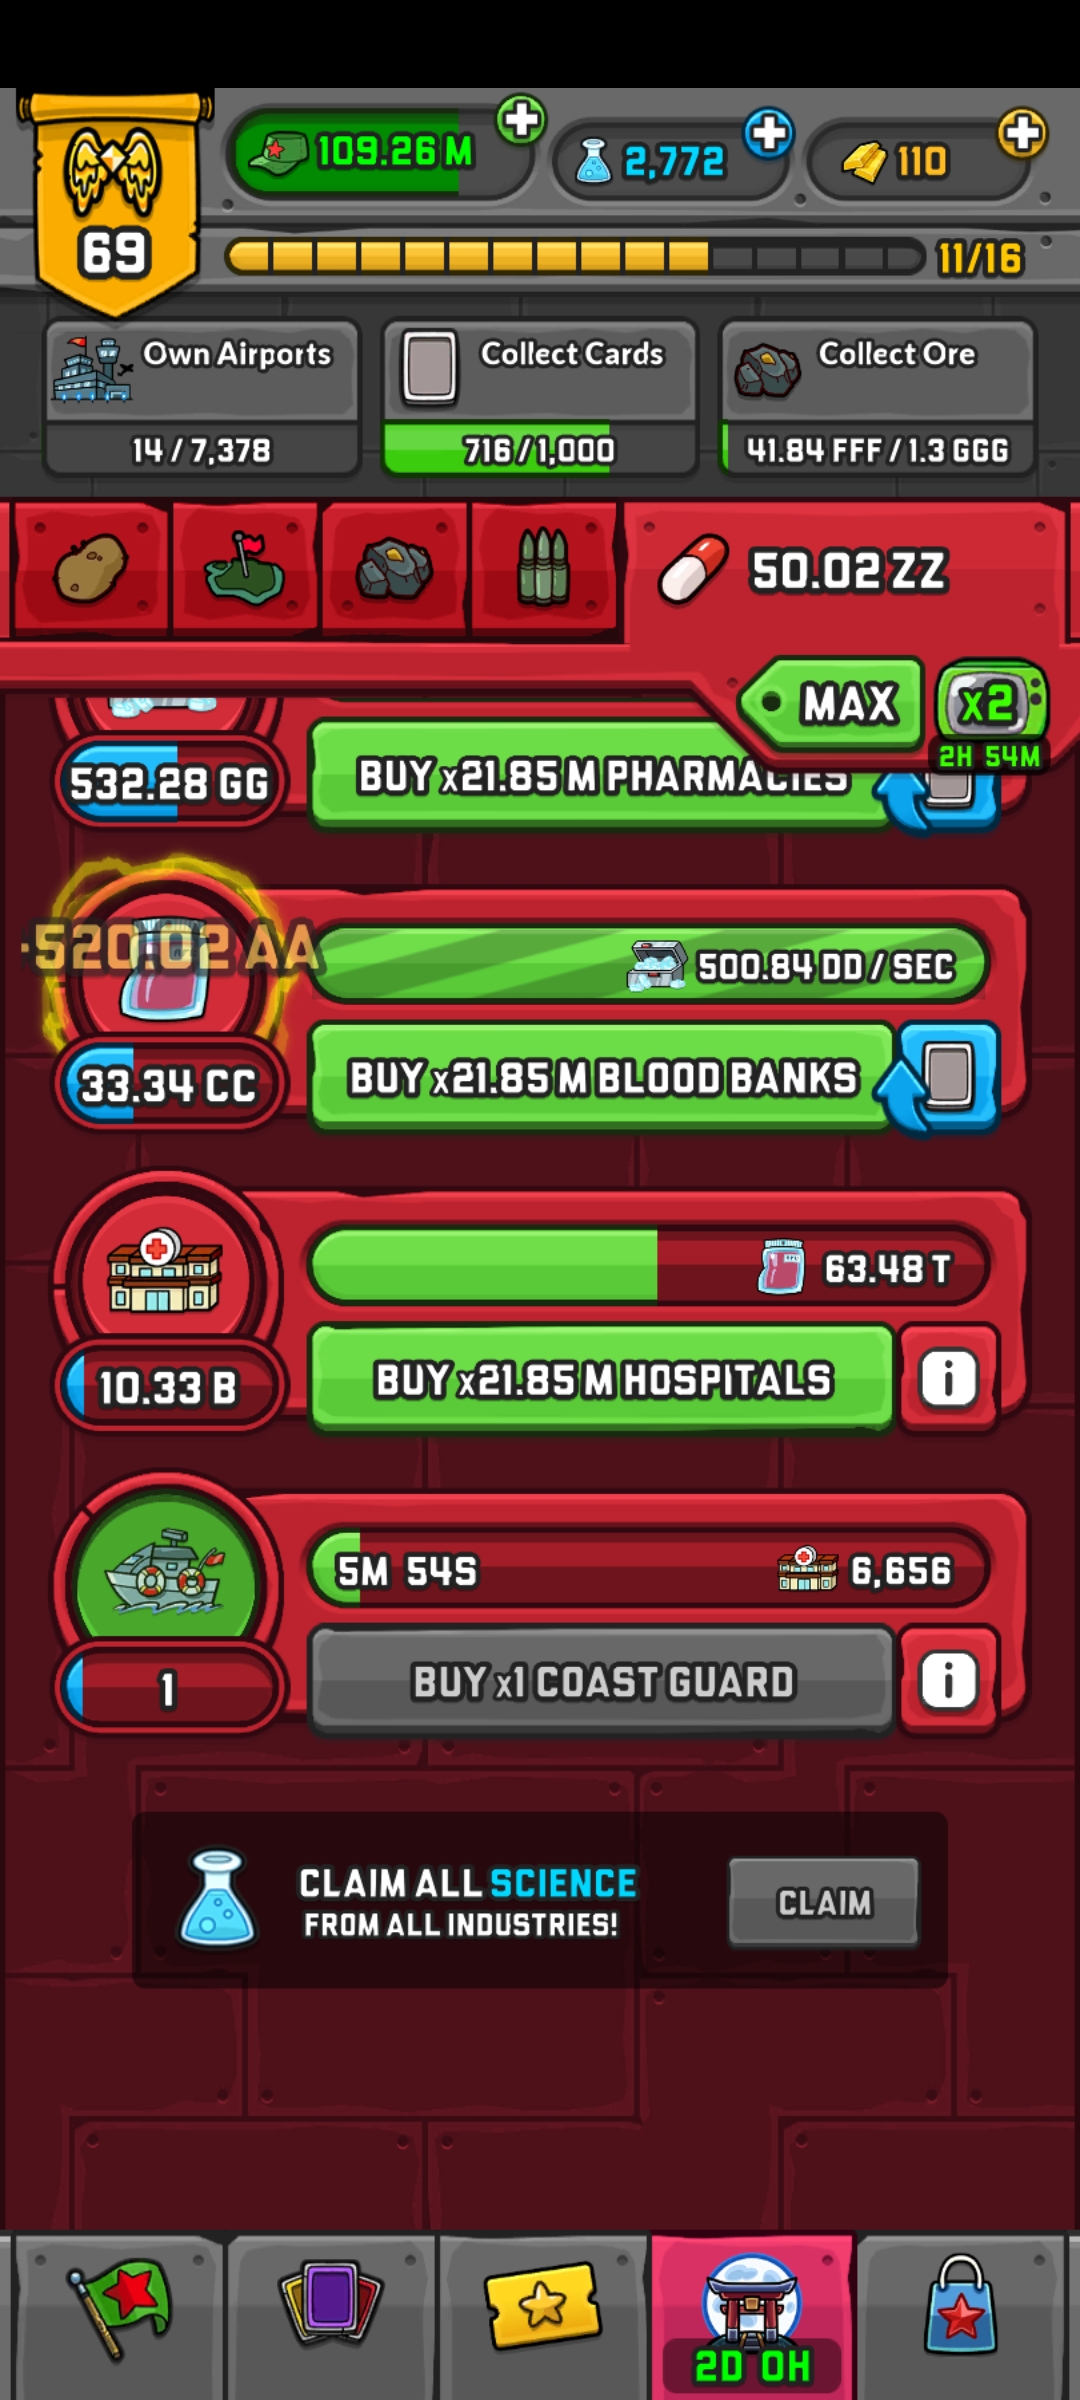 69
109.26 M
2,772
110
11/16
Own Airports
14 / 7,378
Collect Cards
716 / 1,000
Collect Ore
41.84 FFF / 1.3 GGG
50.02 ZZ
MAX
x2
2H 54M
532.28 GG
BUY x21.85 M PHARMACIES
-520.02 AA
500.84 DD / SEC
33.34 CC
BUY x21.85 M BLOOD BANKS
63.48 T
10.33 B
BUY x21.85 M HOSPITALS
i
5M 54S
6,656
1
BUY x1 COAST GUARD
i
CLAIM ALL SCIENCE
FROM ALL INDUSTRIES!
CLAIM
2D 0H